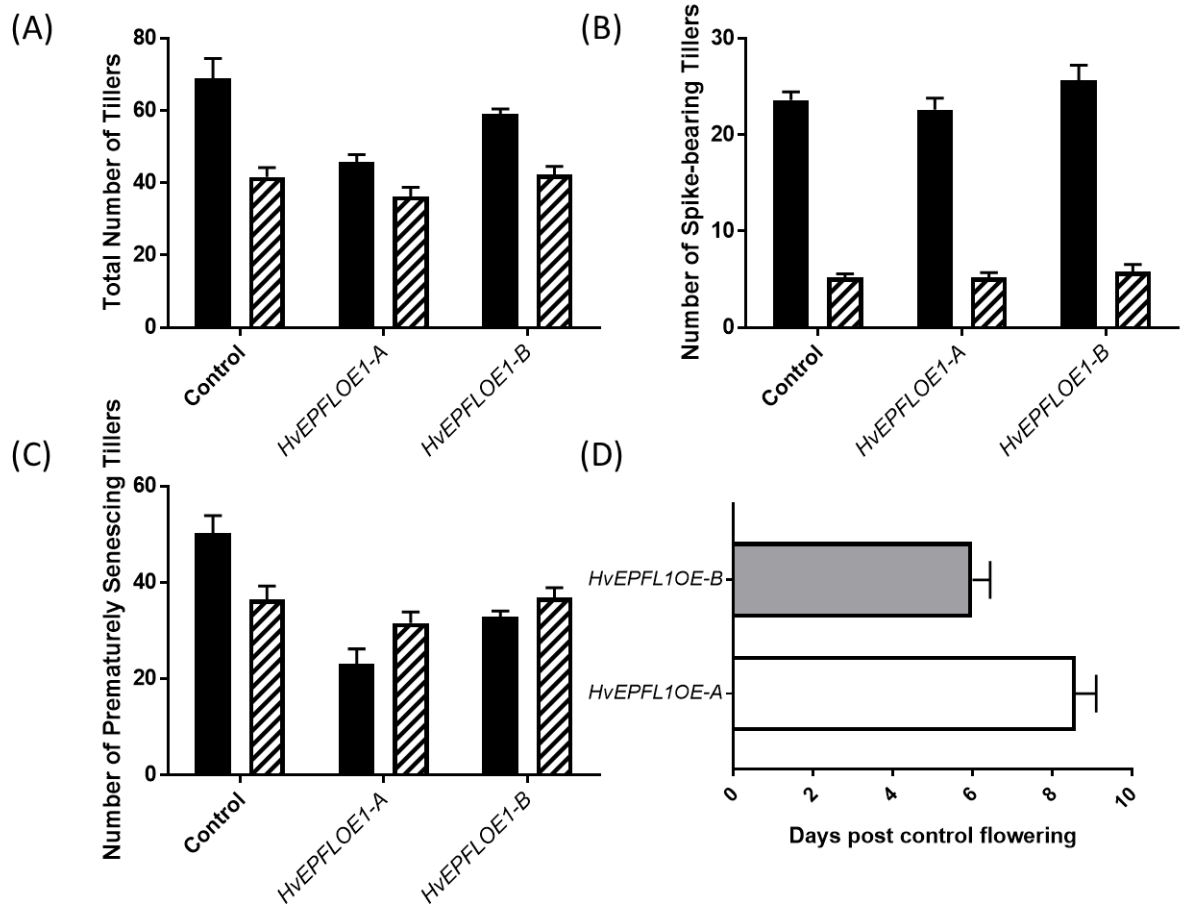 (A)
Total Number of Tillers
80
60
40
20
0
Control
HvEPFLOE1-A
HvEPFLOE1-B
(B)
Number of Spike-bearing Tillers
30
20
10
0
Control
HvEPFLOE1-A
HvEPFLOE1-B
(C)
Number of Prematurely Senescing Tillers
60
40
20
0
Control
HvEPFLOE1-A
HvEPFLOE1-B
(D)
HvEPFL1OE-B
HvEPFL1OE-A
0 2 4 6 8 10
Days post control flowering